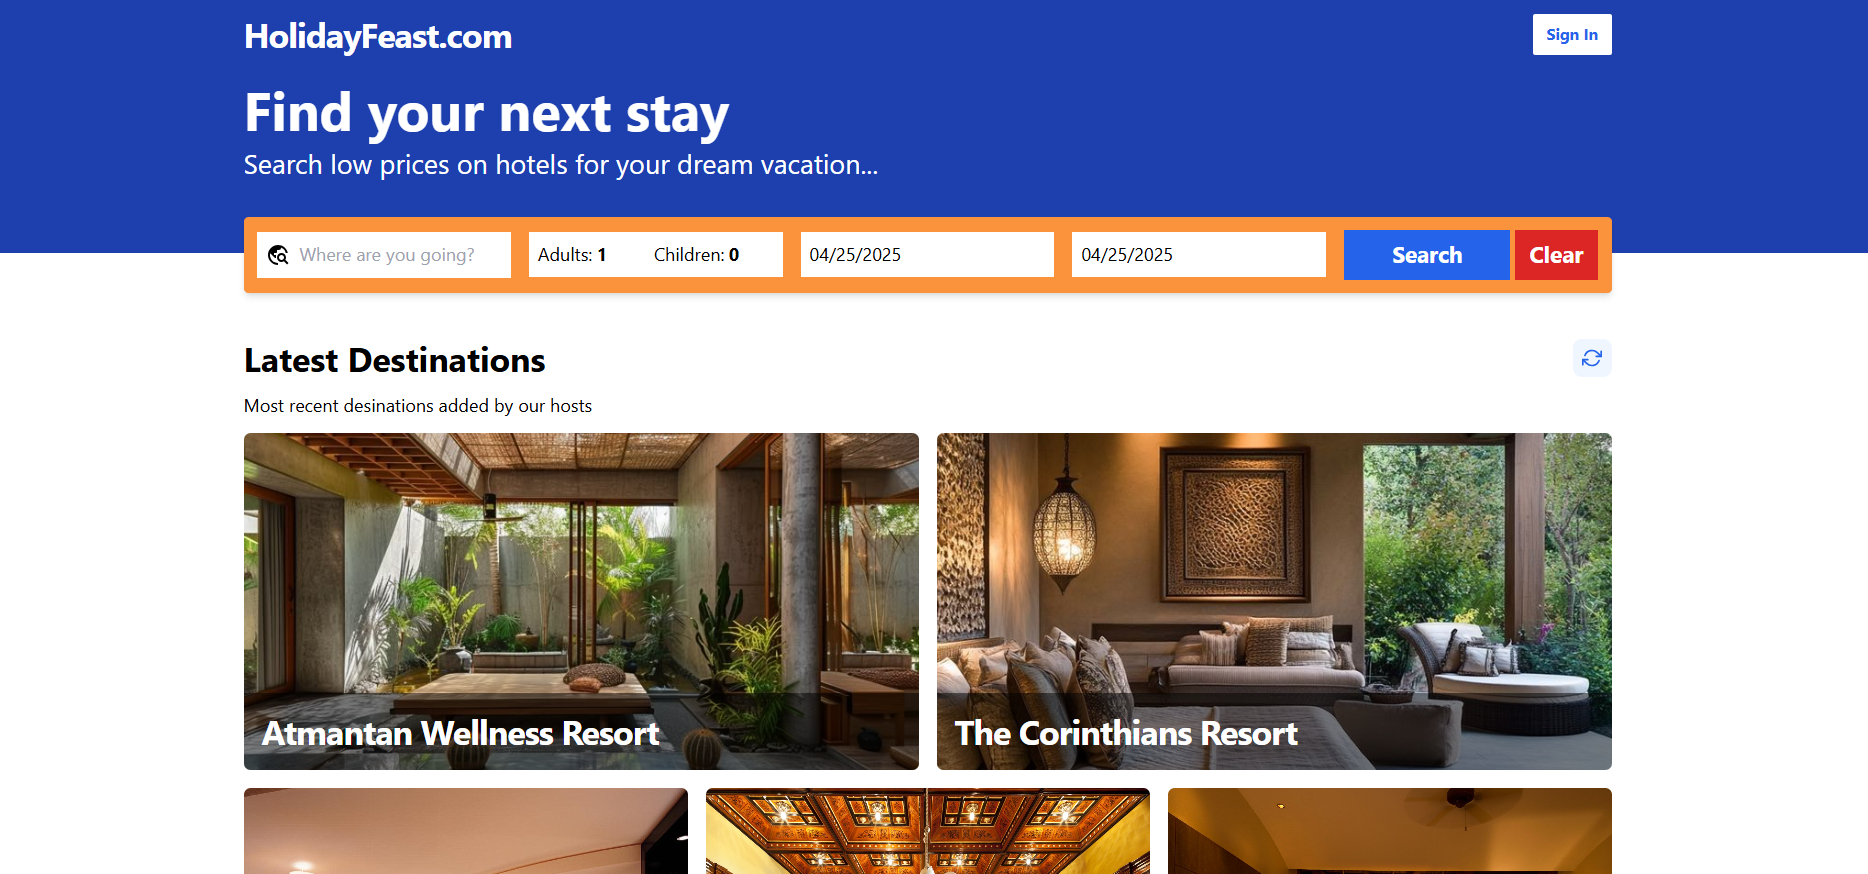 HolidayFeast.com
Sign In
Find your next stay
Search low prices on hotels for your dream vacation...
Where are you going?
Adults: 1
Children: 0
04/25/2025
04/25/2025
Search
Clear
Latest Destinations
Most recent desinations added by our hosts
Atmantan Wellness Resort
The Corinthians Resort